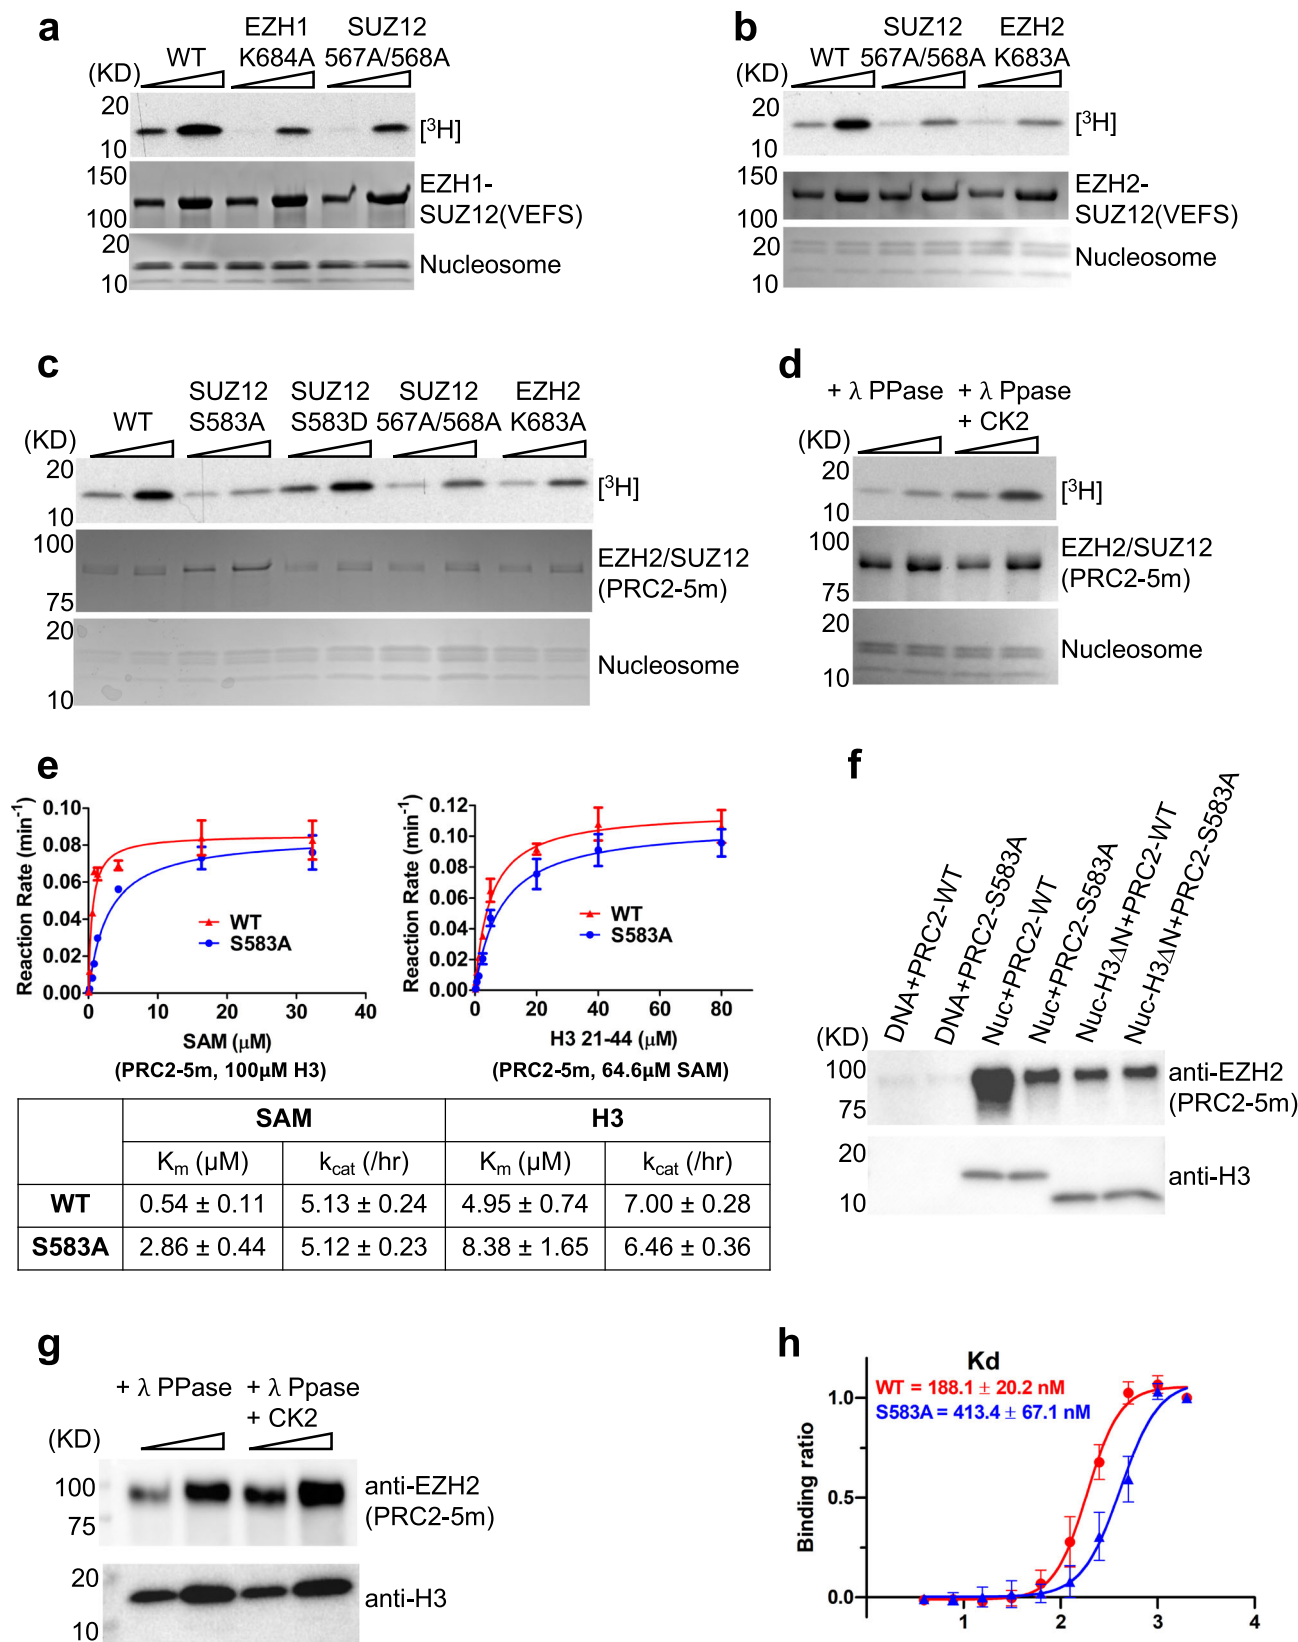 a
EZH1 SUZ12
WT K684A 567A/568A
(KD)
20
[³H]
10
150
EZH1-
SUZ12(VEFS)
100
20
Nucleosome
10
b
SUZ12 EZH2
WT 567A/568A K683A
(KD)
20
[³H]
10
150
EZH2-
SUZ12(VEFS)
100
20
Nucleosome
10
c
SUZ12 SUZ12 SUZ12 EZH2
WT S583A S583D 567A/568A K683A
(KD)
20
[³H]
10
100
EZH2/SUZ12
(PRC2-5m)
75
20
Nucleosome
10
d
+ λ PPase + λ Ppase
+ CK2
(KD)
20
[³H]
10
100
EZH2/SUZ12
(PRC2-5m)
75
20
Nucleosome
10
e
Reaction Rate (min⁻¹)
0.10
0.08
0.06
0.04
0.02
0.00
WT
S583A
0 10 20 30 40
SAM (µM)
(PRC2-5m, 100µM H3)
Reaction Rate (min⁻¹)
0.12
0.10
0.08
0.06
0.04
0.02
0.00
WT
S583A
0 20 40 60 80
H3 21-44 (µM)
(PRC2-5m, 64.6µM SAM)
SAM H3
Kₘ (µM) k꜀ₐₜ (/hr) Kₘ (µM) k꜀ₐₜ (/hr)
WT 0.54 ± 0.11 5.13 ± 0.24 4.95 ± 0.74 7.00 ± 0.28
S583A 2.86 ± 0.44 5.12 ± 0.23 8.38 ± 1.65 6.46 ± 0.36
f
DNA+PRC2-WT
DNA+PRC2-S583A
Nuc+PRC2-WT
Nuc+PRC2-S583A
Nuc-H3ΔN+PRC2-WT
Nuc-H3ΔN+PRC2-S583A
(KD)
100
anti-EZH2
(PRC2-5m)
75
20
anti-H3
10
g
+ λ PPase + λ Ppase
+ CK2
(KD)
100
anti-EZH2
(PRC2-5m)
75
20
anti-H3
10
h
Kd
WT = 188.1 ± 20.2 nM
S583A = 413.4 ± 67.1 nM
Binding ratio
1.0
0.5
0.0
1 2 3 4